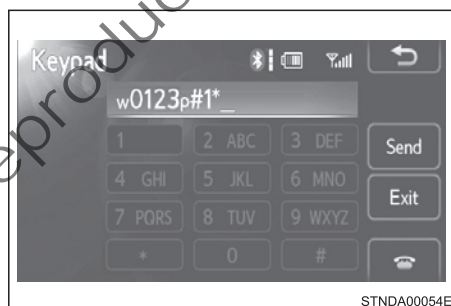 Keypad
w0123p#1*_
1 2 ABC 3 DEF Send
4 GHI 5 JKL 6 MNO
Exit
7 PQRS 8 TUV 9 WXYZ
* 0 #
STNDA00054E